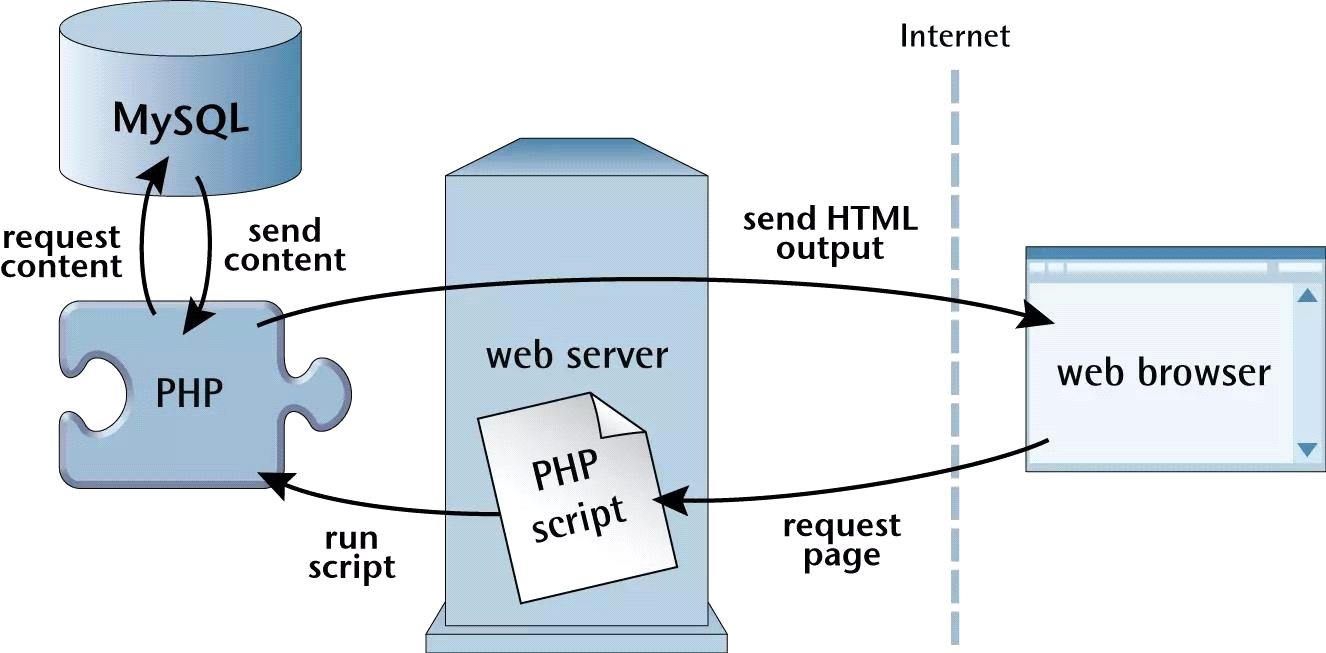 Internet
MySQL
request
content
send
content
send HTML
output
web server
PHP
web browser
PHP
script
run
script
request
page